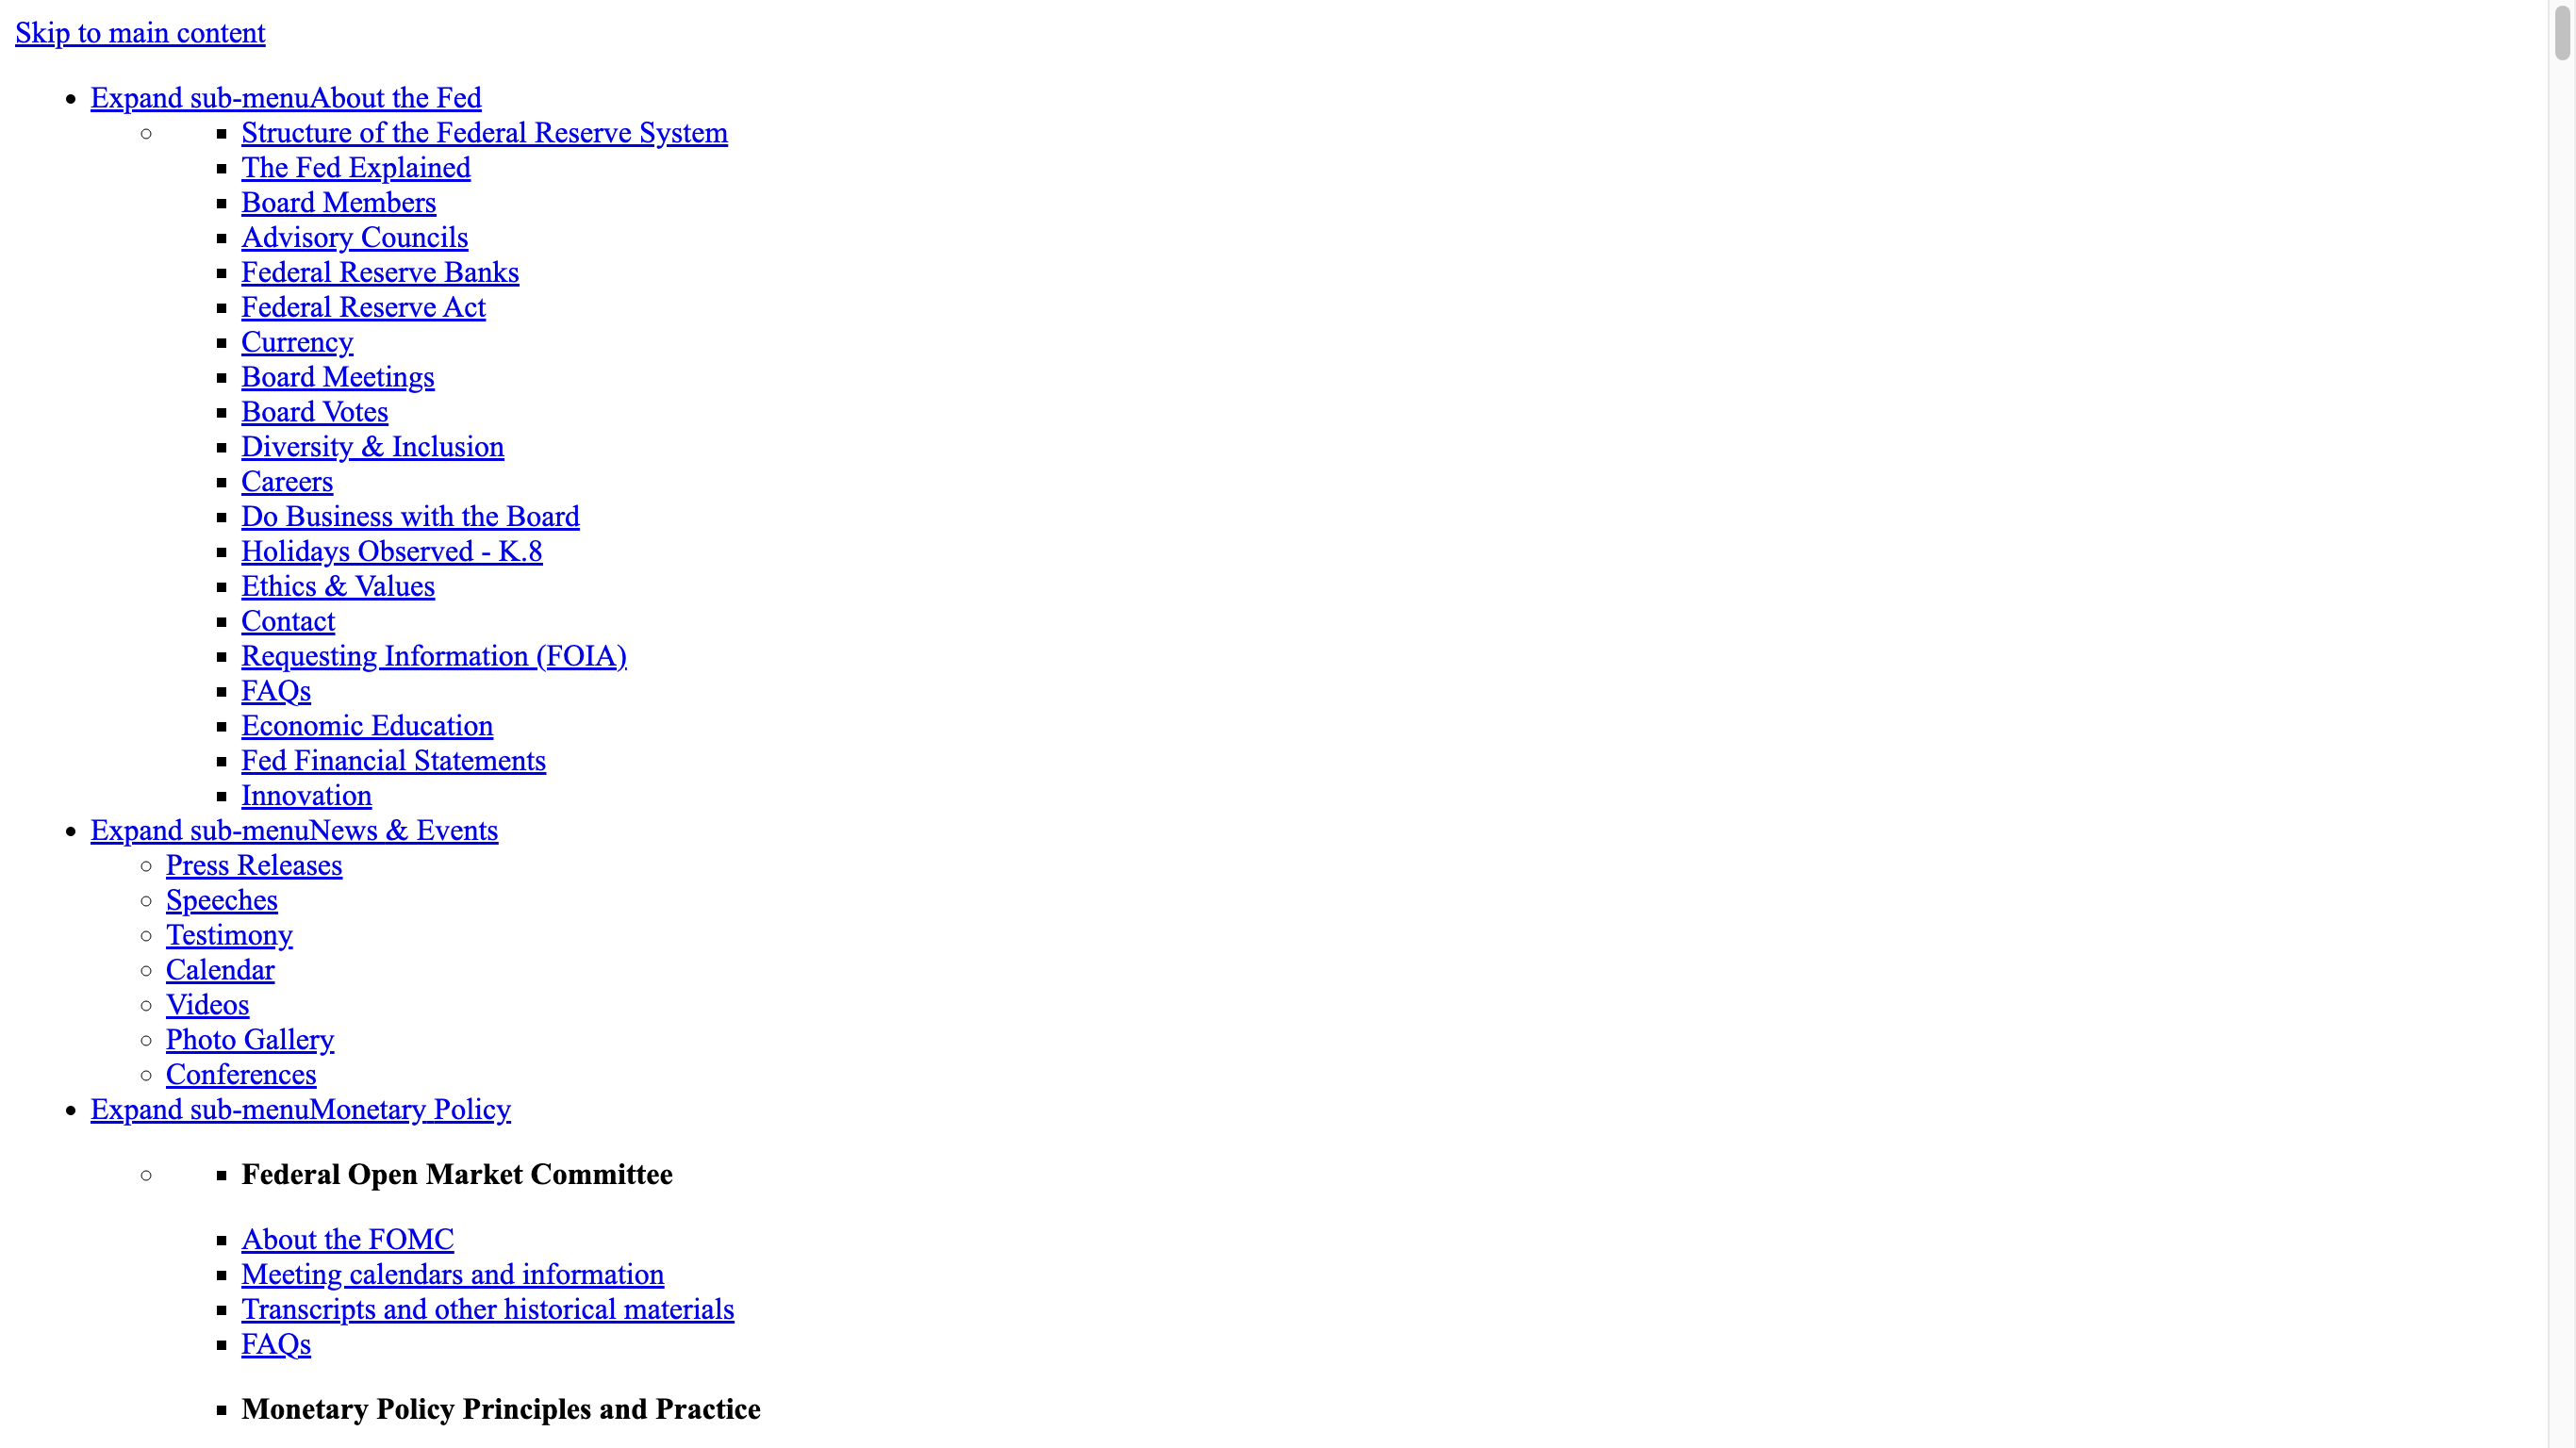 Skip to main content
Expand sub-menuAbout the Fed
Structure of the Federal Reserve System
The Fed Explained
Board Members
Advisory Councils
Federal Reserve Banks
Federal Reserve Act
Currency
Board Meetings
Board Votes
Diversity & Inclusion
Careers
Do Business with the Board
Holidays Observed - K.8
Ethics & Values
Contact
Requesting Information (FOIA)
FAQs
Economic Education
Fed Financial Statements
Innovation
Expand sub-menuNews & Events
Press Releases
Speeches
Testimony
Calendar
Videos
Photo Gallery
Conferences
Expand sub-menuMonetary Policy
Federal Open Market Committee
About the FOMC
Meeting calendars and information
Transcripts and other historical materials
FAQs
Monetary Policy Principles and Practice